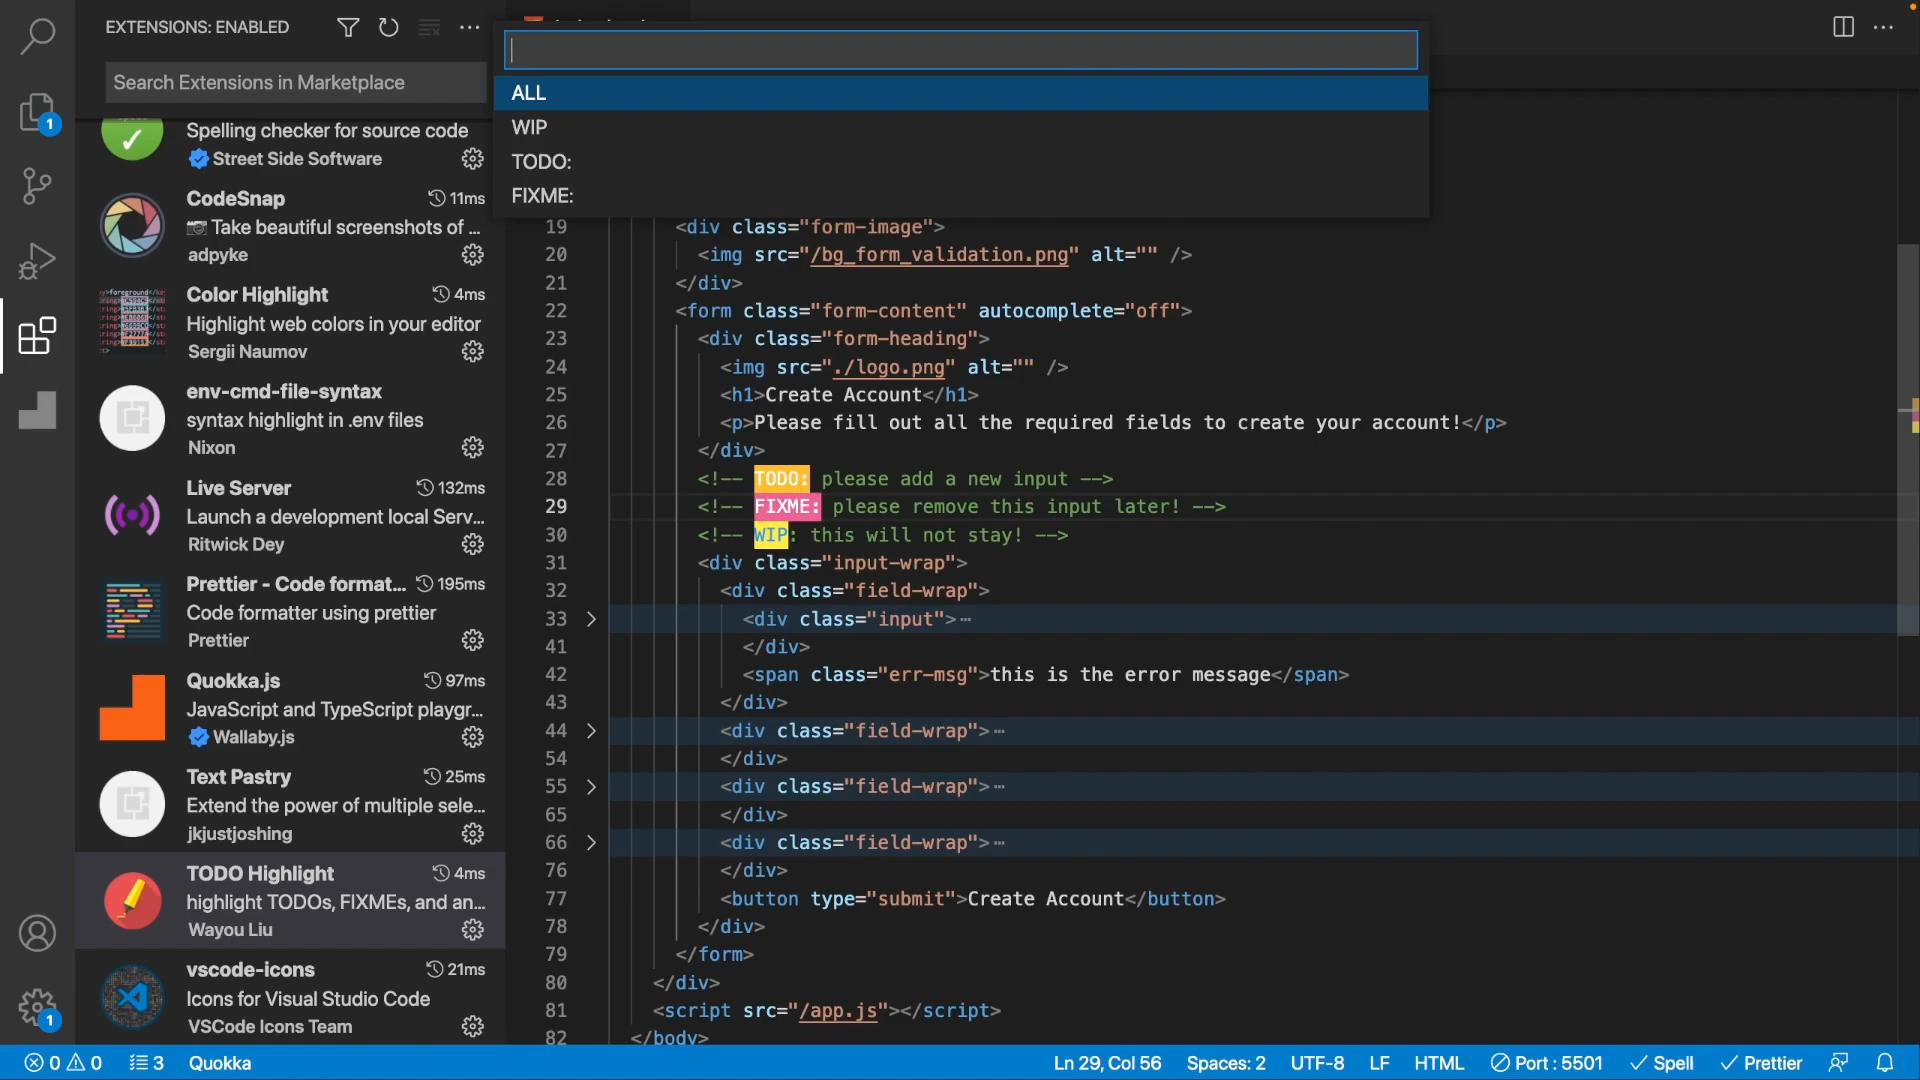 EXTENSIONS: ENABLED
Search Extensions in Marketplace
Spelling checker for source code
Street Side Software
CodeSnap 11ms
Take beautiful screenshots of ...
adpyke
Color Highlight 4ms
Highlight web colors in your editor
Sergii Naumov
env-cmd-file-syntax
syntax highlight in .env files
Nixon
Live Server 132ms
Launch a development local Serv...
Ritwick Dey
Prettier - Code format... 195ms
Code formatter using prettier
Prettier
Quokka.js 97ms
JavaScript and TypeScript playgr...
Wallaby.js
Text Pastry 25ms
Extend the power of multiple sele...
jkjustjoshing
TODO Highlight 4ms
highlight TODOs, FIXMEs, and an...
Wayou Liu
vscode-icons 21ms
Icons for Visual Studio Code
VSCode Icons Team
1
1
ALL
WIP
TODO:
FIXME:
19 <div class="form-image">
20 <img src="/bg_form_validation.png" alt="" />
21 </div>
22 <form class="form-content" autocomplete="off">
23 <div class="form-heading">
24 <img src="./logo.png" alt="" />
25 <h1>Create Account</h1>
26 <p>Please fill out all the required fields to create your account!</p>
27 </div>
28 <!-- TODO: please add a new input -->
29 <!-- FIXME: please remove this input later! -->
30 <!-- WIP: this will not stay! -->
31 <div class="input-wrap">
32 <div class="field-wrap">
33 <div class="input">⋯
41 </div>
42 <span class="err-msg">this is the error message</span>
43 </div>
44 <div class="field-wrap">⋯
54 </div>
55 <div class="field-wrap">⋯
65 </div>
66 <div class="field-wrap">⋯
76 </div>
77 <button type="submit">Create Account</button>
78 </div>
79 </form>
80 </div>
81 <script src="/app.js"></script>
82 </body>
0 0 3 Quokka Ln 29, Col 56 Spaces: 2 UTF-8 LF HTML Port : 5501 Spell Prettier